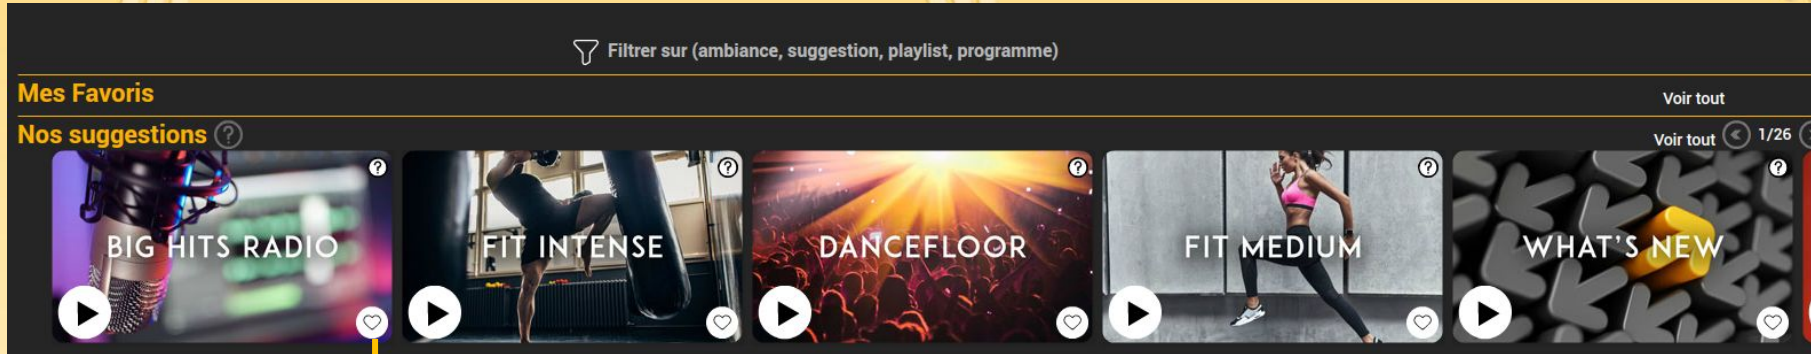 Filtrer sur (ambiance, suggestion, playlist, programme)
Mes Favoris
Voir tout
Nos suggestions ?
Voir tout
1/26
?
?
?
?
?
BIG HITS RADIO
FIT INTENSE
DANCEFLOOR
FIT MEDIUM
WHAT'S NEW